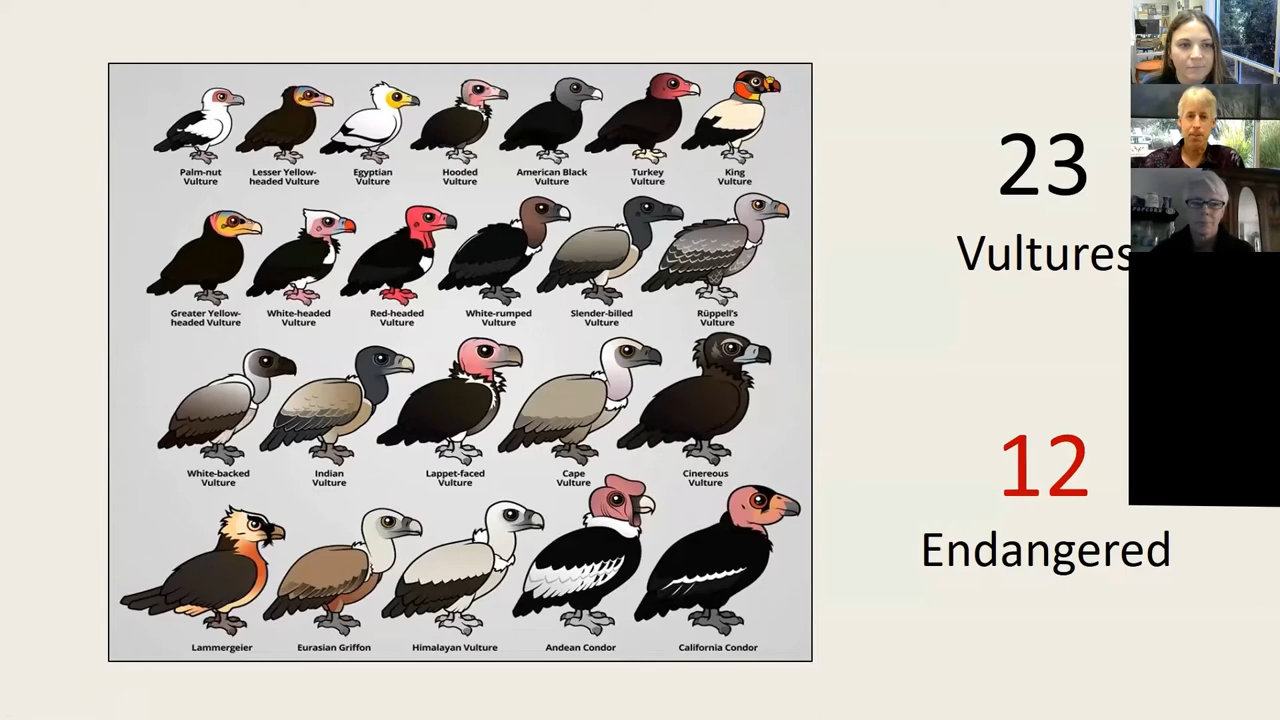 Palm-nut
Vulture
Lesser Yellow-
headed Vulture
Egyptian
Vulture
Hooded
Vulture
American Black
Vulture
Turkey
Vulture
King
Vulture
Greater Yellow-
headed Vulture
White-headed
Vulture
Red-headed
Vulture
White-rumped
Vulture
Slender-billed
Vulture
Rüppell's
Vulture
White-backed
Vulture
Indian
Vulture
Lappet-faced
Vulture
Cape
Vulture
Cinereous
Vulture
Lammergeier
Eurasian Griffon
Himalayan Vulture
Andean Condor
California Condor
23
Vultures
12
Endangered